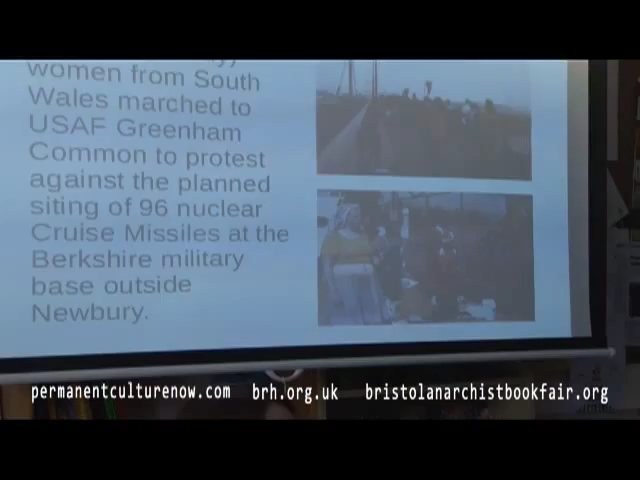 women from South
Wales marched to
USAF Greenham
Common to protest
against the planned
siting of 96 nuclear
Cruise Missiles at the
Berkshire military
base outside
Newbury.
permanentculturenow.com brh.org.uk bristolanarchistbookfair.org